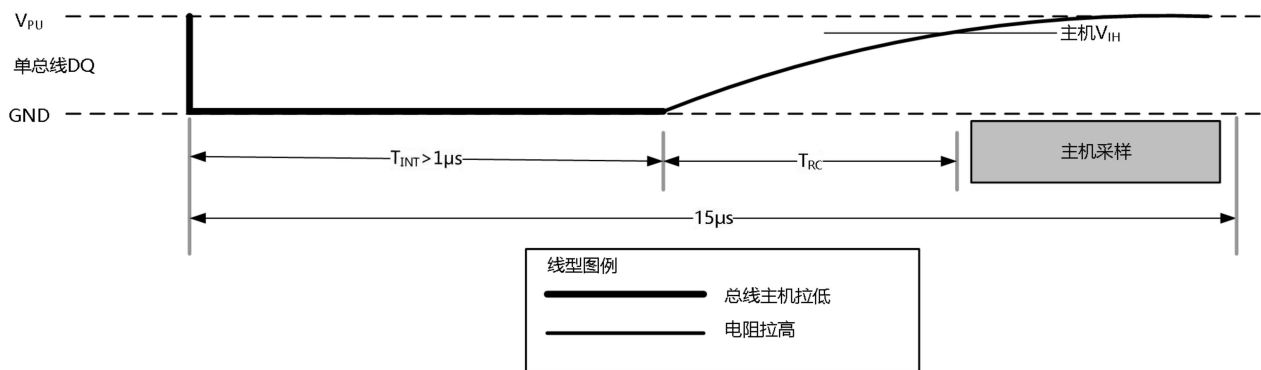 V_PU
主机V_IH
单总线DQ
GND
T_INT>1μs
T_RC
主机采样
15μs
线型图例
总线主机拉低
电阻拉高